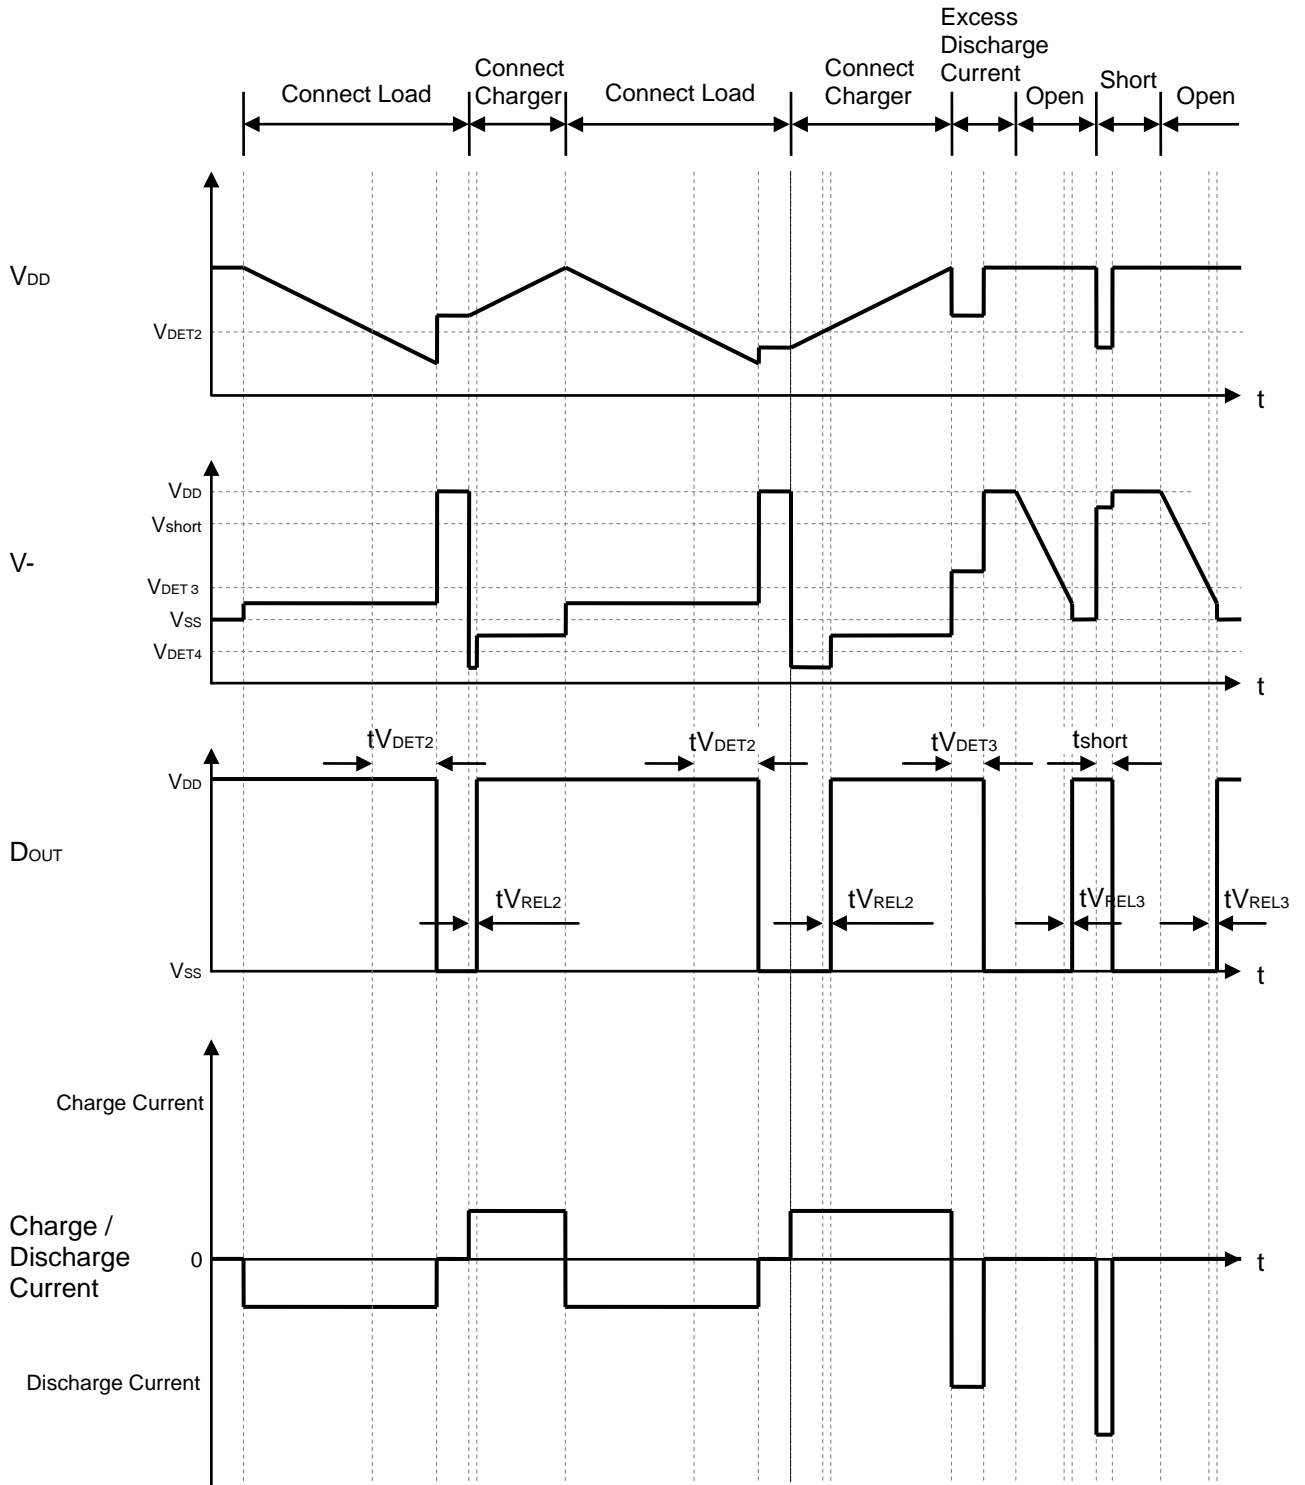 Excess
Discharge
Current
Connect
Charger
Connect Load
Connect Load
Connect
Charger
Open
Short
Open
VDD
VDET2
t
VDD
Vshort
V-
VDET 3
VSS
VDET4
t
tVDET2
tVDET2
tVDET3
tshort
VDD
DOUT
tVREL2
tVREL2
tVREL3
tVREL3
VSS
t
Charge Current
Charge /
Discharge
Current
0
t
Discharge Current